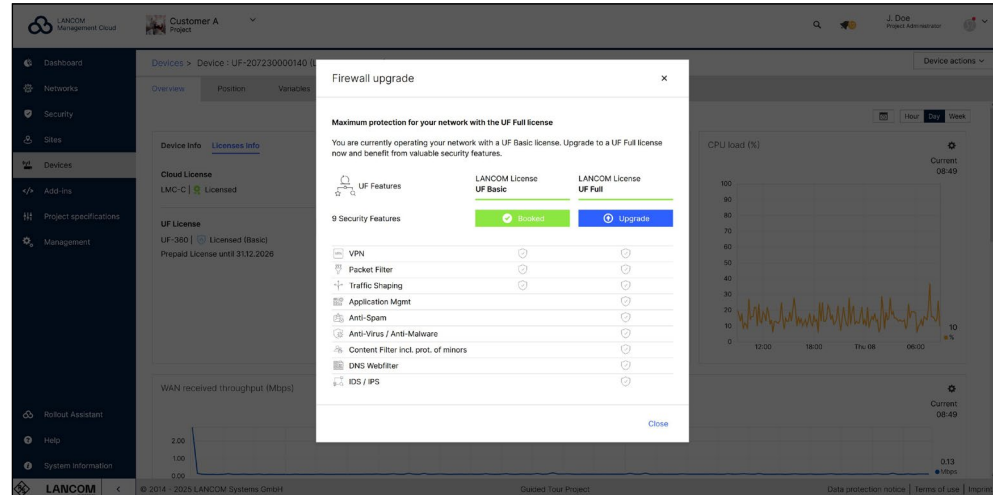 LANCOM
Management Cloud
Customer A
Project
J. Doe
Project Administrator
Dashboard
Networks
Security
Sites
Devices
Add-ins
Project specifications
Management
Rollout Assistant
Help
System information
LANCOM
Devices > Device : UF-207230000140 (L
Device actions
Overview Position Variables
Hour Day Week
Device Info Licenses Info
Cloud License
LMC-C | Licensed
UF License
UF-360 | Licensed (Basic)
Prepaid License until 31.12.2026
Firewall upgrade
Maximum protection for your network with the UF Full license
You are currently operating your network with a UF Basic license. Upgrade to a UF Full license
now and benefit from valuable security features.
UF Features
LANCOM License
UF Basic
LANCOM License
UF Full
9 Security Features Booked Upgrade
VPN
Packet Filter
Traffic Shaping
Application Mgmt
Anti-Spam
Anti-Virus / Anti-Malware
Content Filter incl. prot. of minors
DNS Webfilter
IDS / IPS
Close
CPU load (%)
Current
08:49
100
90
80
70
60
50
40
30
20
10
0
10
%
12:00 18:00 Thu 08 06:00
WAN received throughput (Mbps)
Current
08:49
2.00
1.00
0.00
0.13
Mbps
© 2014 - 2025 LANCOM Systems GmbH Guided Tour Project Data protection notice | Terms of use | Imprint